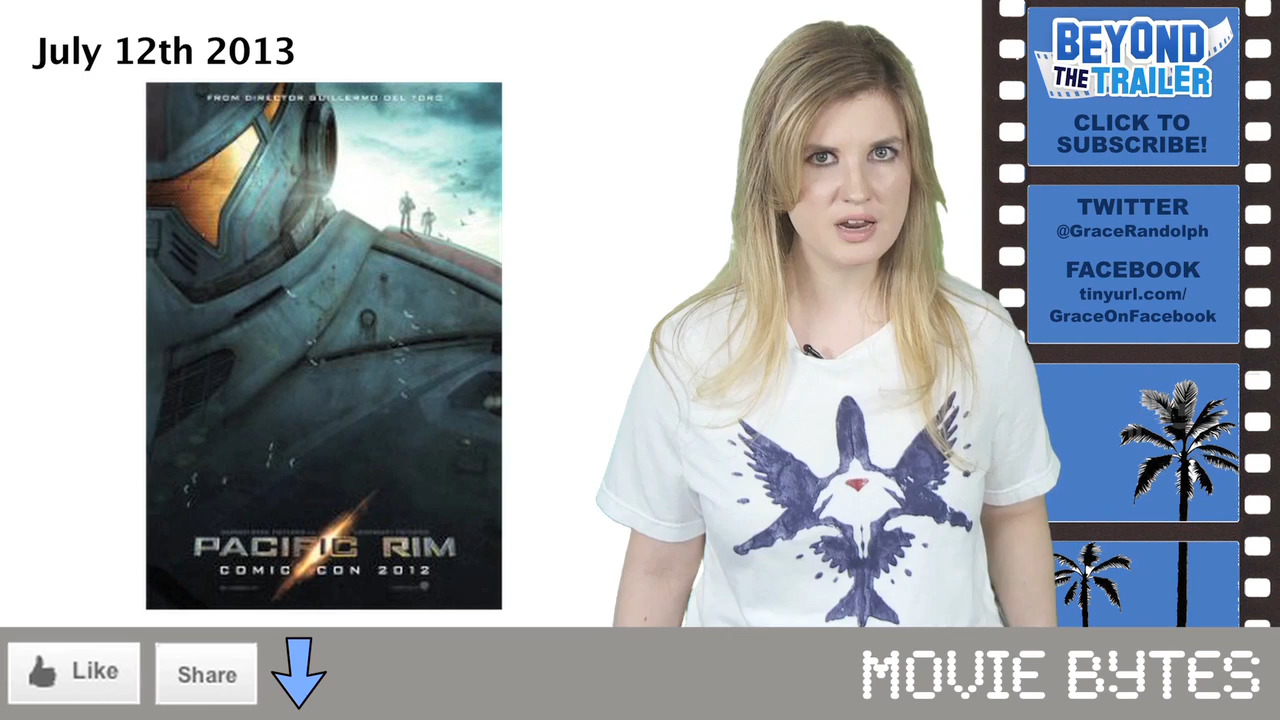 July 12th 2013
FROM DIRECTOR GUILLERMO DEL TORO
PACIFIC RIM
COMIC CON 2012
BEYOND
THE TRAILER
CLICK TO
SUBSCRIBE!
TWITTER
@GraceRandolph
FACEBOOK
tinyurl.com/
GraceOnFacebook
Like
Share
MOVIE BYTES